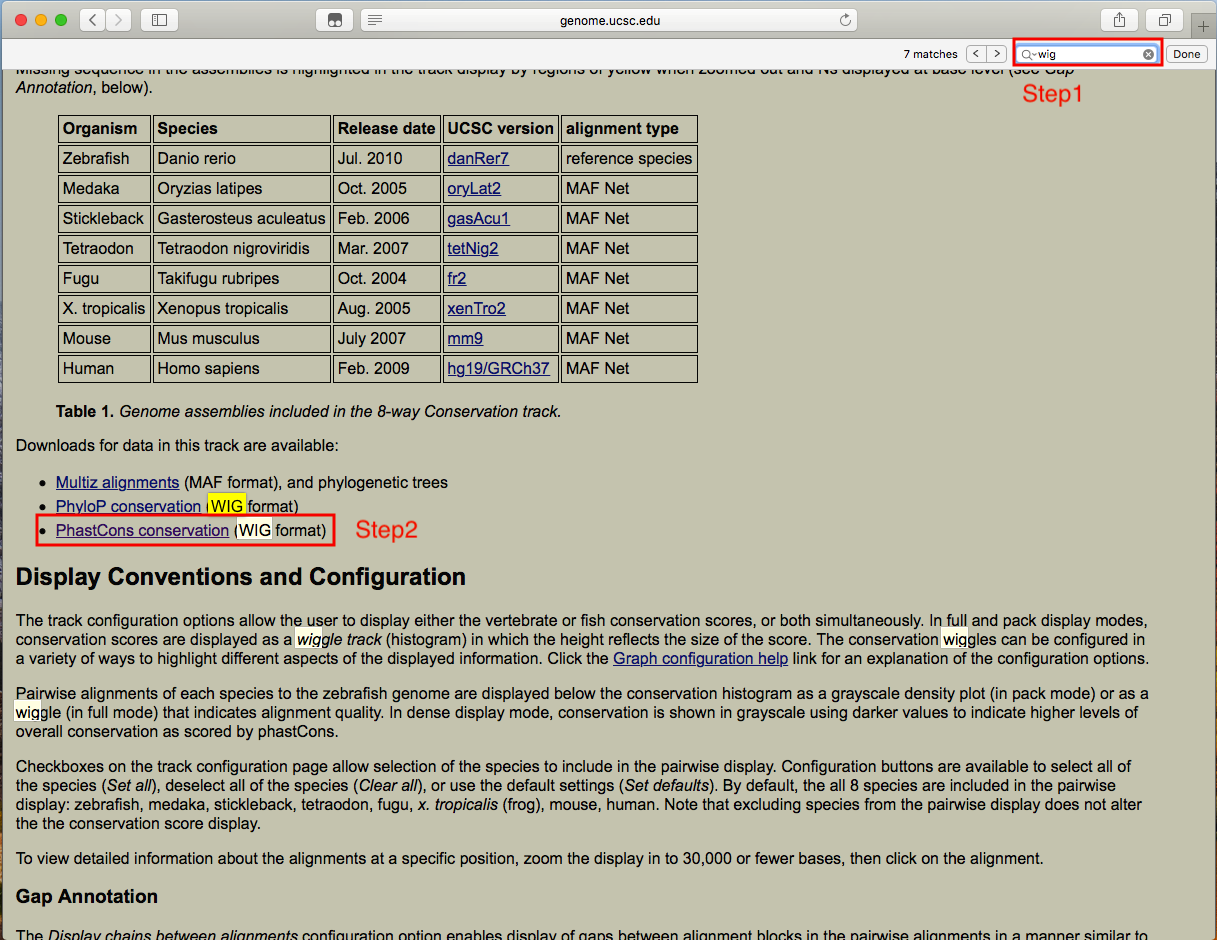 genome.ucsc.edu
7 matches
wig
Done
Missing sequence in the assemblies is highlighted in the track display by regions of yellow when zoomed out and Ns displayed at base level (see Gap
Annotation, below).
Step1
Organism Species Release date UCSC version alignment type
Zebrafish Danio rerio Jul. 2010 danRer7 reference species
Medaka Oryzias latipes Oct. 2005 oryLat2 MAF Net
Stickleback Gasterosteus aculeatus Feb. 2006 gasAcu1 MAF Net
Tetraodon Tetraodon nigroviridis Mar. 2007 tetNig2 MAF Net
Fugu Takifugu rubripes Oct. 2004 fr2 MAF Net
X. tropicalis Xenopus tropicalis Aug. 2005 xenTro2 MAF Net
Mouse Mus musculus July 2007 mm9 MAF Net
Human Homo sapiens Feb. 2009 hg19/GRCh37 MAF Net
Table 1. Genome assemblies included in the 8-way Conservation track.
Downloads for data in this track are available:
• Multiz alignments (MAF format), and phylogenetic trees
• PhyloP conservation (WIG format)
• PhastCons conservation (WIG format)
Step2
Display Conventions and Configuration
The track configuration options allow the user to display either the vertebrate or fish conservation scores, or both simultaneously. In full and pack display modes,
conservation scores are displayed as a wiggle track (histogram) in which the height reflects the size of the score. The conservation wiggles can be configured in
a variety of ways to highlight different aspects of the displayed information. Click the Graph configuration help link for an explanation of the configuration options.
Pairwise alignments of each species to the zebrafish genome are displayed below the conservation histogram as a grayscale density plot (in pack mode) or as a
wiggle (in full mode) that indicates alignment quality. In dense display mode, conservation is shown in grayscale using darker values to indicate higher levels of
overall conservation as scored by phastCons.
Checkboxes on the track configuration page allow selection of the species to include in the pairwise display. Configuration buttons are available to select all of
the species (Set all), deselect all of the species (Clear all), or use the default settings (Set defaults). By default, the all 8 species are included in the pairwise
display: zebrafish, medaka, stickleback, tetraodon, fugu, x. tropicalis (frog), mouse, human. Note that excluding species from the pairwise display does not alter
the the conservation score display.
To view detailed information about the alignments at a specific position, zoom the display in to 30,000 or fewer bases, then click on the alignment.
Gap Annotation
The Display chains between alignments configuration option enables display of gaps between alignment blocks in the pairwise alignments in a manner similar to